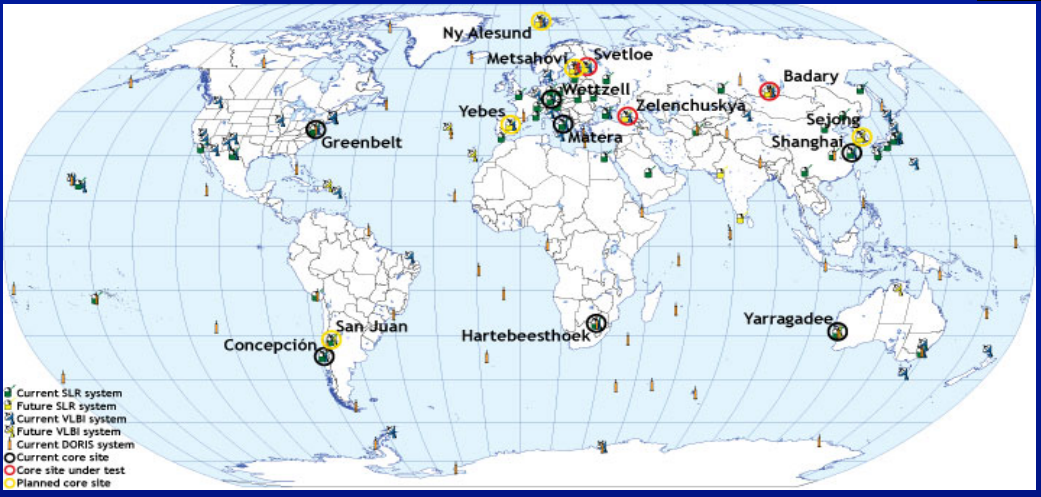 Ny Alesund
Metsahovi
Svetloe
Badary
Wettzell
Zelenchuskya
Yebes
Sejong
Greenbelt
Matera
Shanghai
San Juan
Yarragadee
Hartebeesthoek
Concepción
Current SLR system
Future SLR system
Current VLBI system
Future VLBI system
Current DORIS system
Current core site
Core site under test
Planned core site